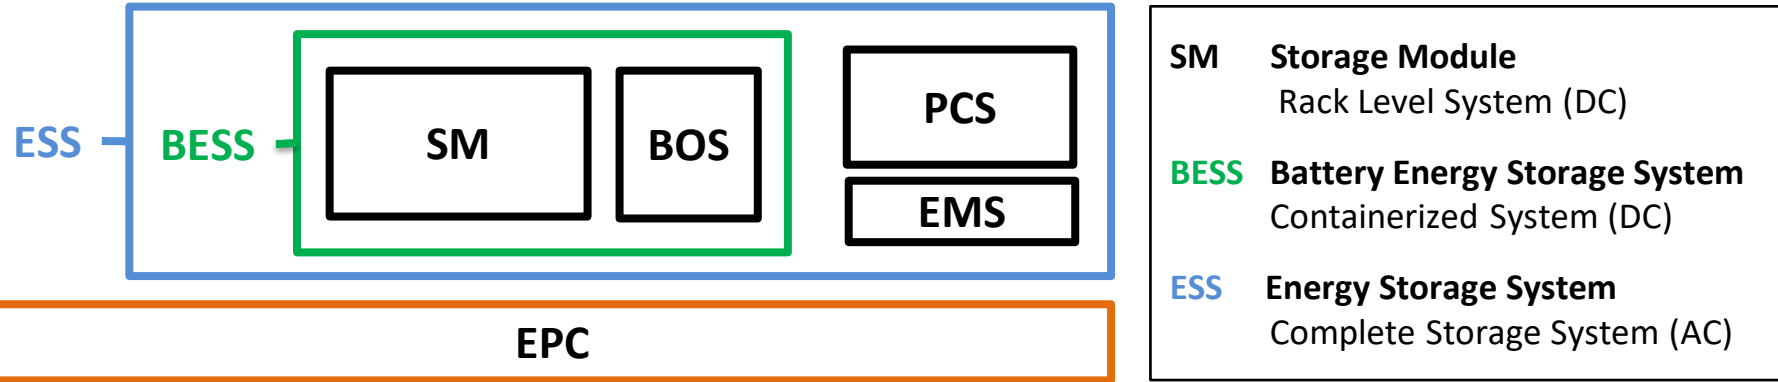 ESS
BESS
SM
BOS
PCS
EMS
EPC
SM Storage Module
Rack Level System (DC)
BESS Battery Energy Storage System
Containerized System (DC)
ESS Energy Storage System
Complete Storage System (AC)